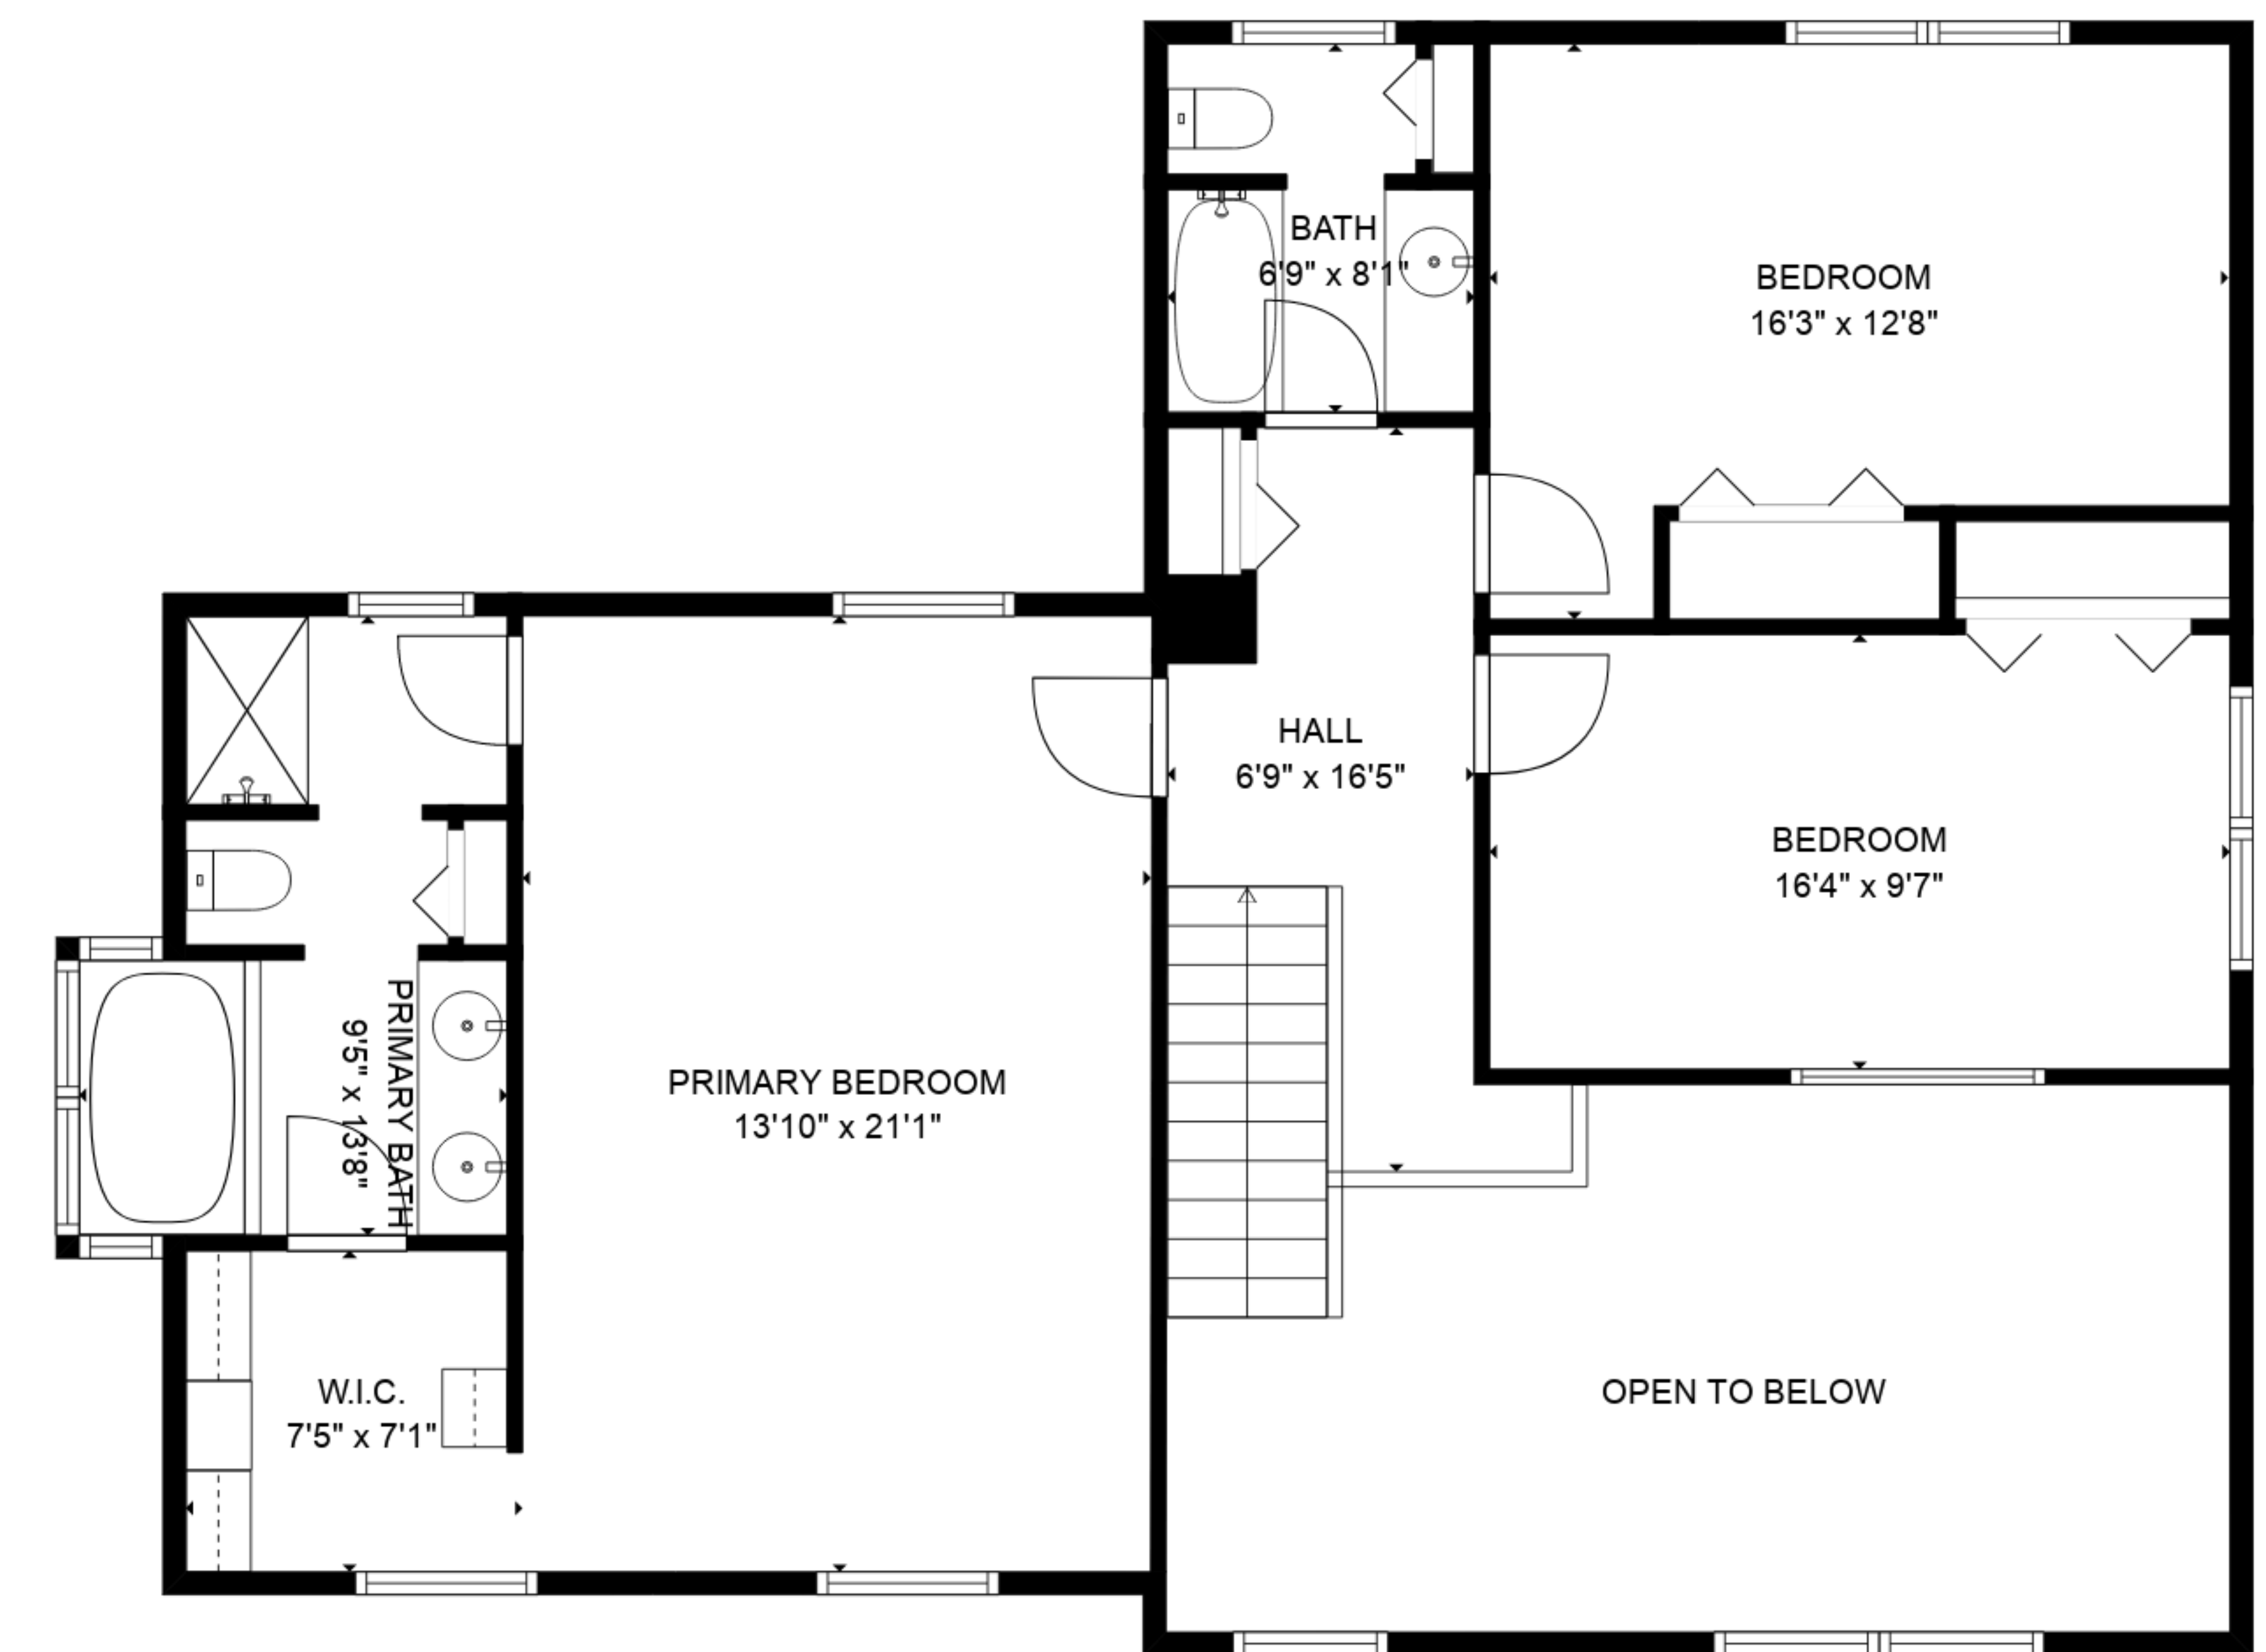 BATH
6'9" x 8'1"
BEDROOM
16'3" x 12'8"
HALL
6'9" x 16'5"
BEDROOM
16'4" x 9'7"
PRIMARY BATH
9'5" x 13'8"
PRIMARY BEDROOM
13'10" x 21'1"
W.I.C.
7'5" x 7'1"
OPEN TO BELOW